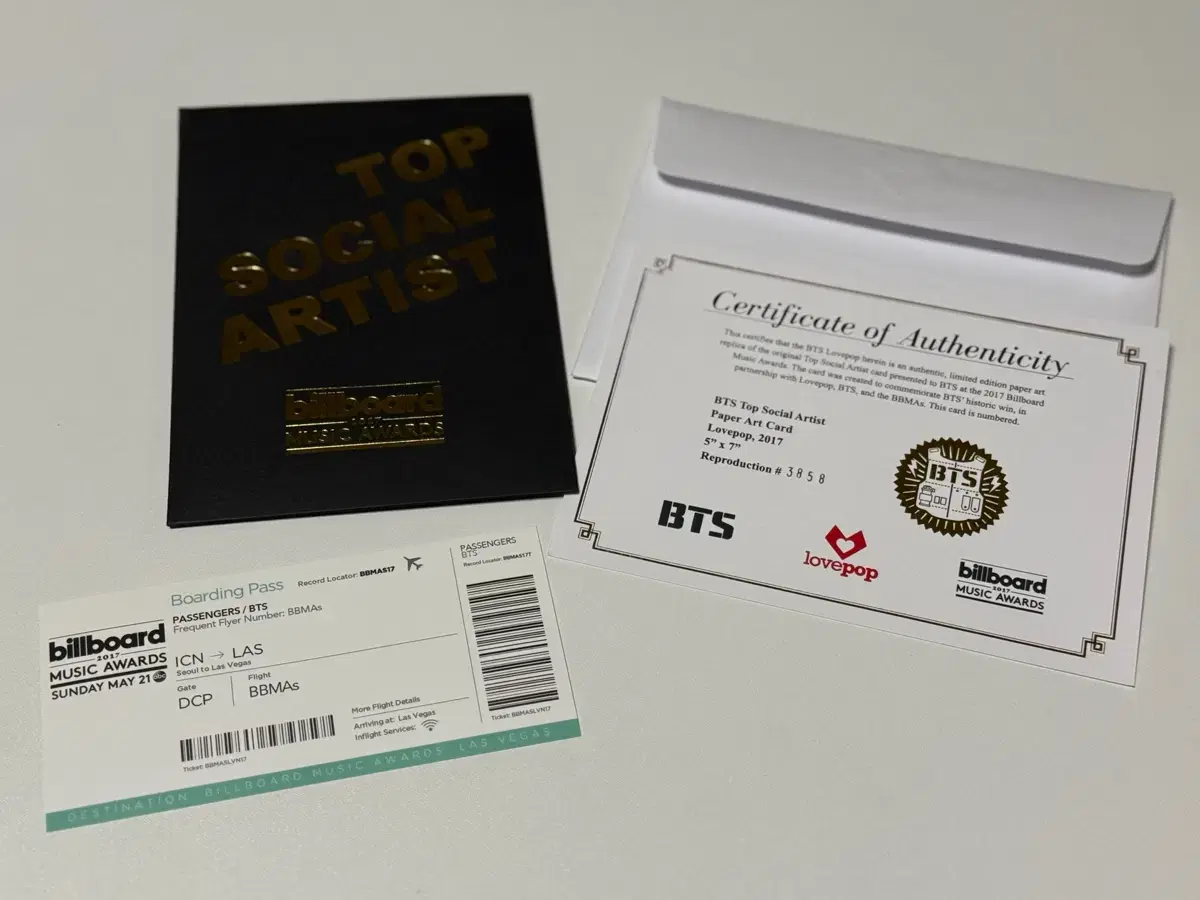 TOP
SOCIAL
ARTIST
billboard
MUSIC AWARDS
Certificate of Authenticity
This certifies that the BTS Lovepop herein is an authentic, limited edition paper art
replica of the original Top Social Artist card presented to BTS at the 2017 Billboard
Music Awards. The card was created to commemorate BTS' historic win, in
partnership with Lovepop, BTS, and the BBMAs. This card is numbered.
BTS Top Social Artist
Paper Art Card
Lovepop, 2017
5” x 7”
Reproduction # 3858
BTS
BTS
lovepop
billboard
2017
MUSIC AWARDS
billboard
2017
MUSIC AWARDS
SUNDAY MAY 21 abc
Boarding Pass
Record Locator: BBMAS17
PASSENGERS / BTS
Frequent Flyer Number: BBMAs
ICN → LAS
Seoul to Las Vegas
Gate
DCP
Flight
BBMAs
More Flight Details
Arriving at: Las Vegas
Inflight Services:
Ticket: BBMASLVN17
PASSENGERS
BTS
Record Locator: BBMAS17T
Ticket: BBMASLVN17
DESTINATION BILLBOARD MUSIC AWARDS LAS VEGAS